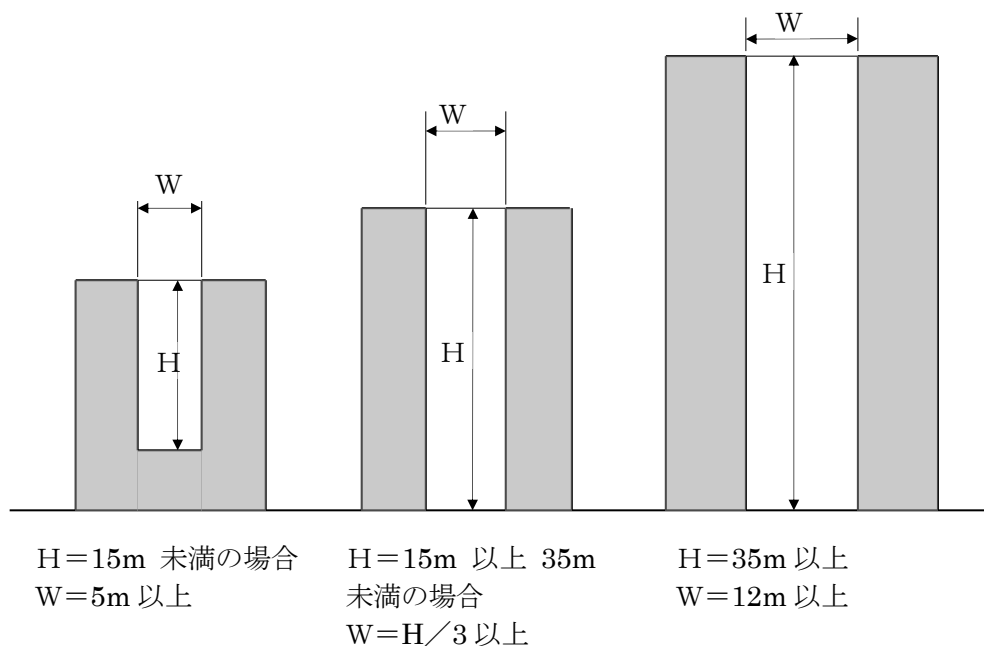 W
H
W
H
W
H
H＝15m 未満の場合
W＝5m 以上
H＝15m 以上 35m
未満の場合
W＝H／3 以上
H＝35m 以上
W＝12m 以上